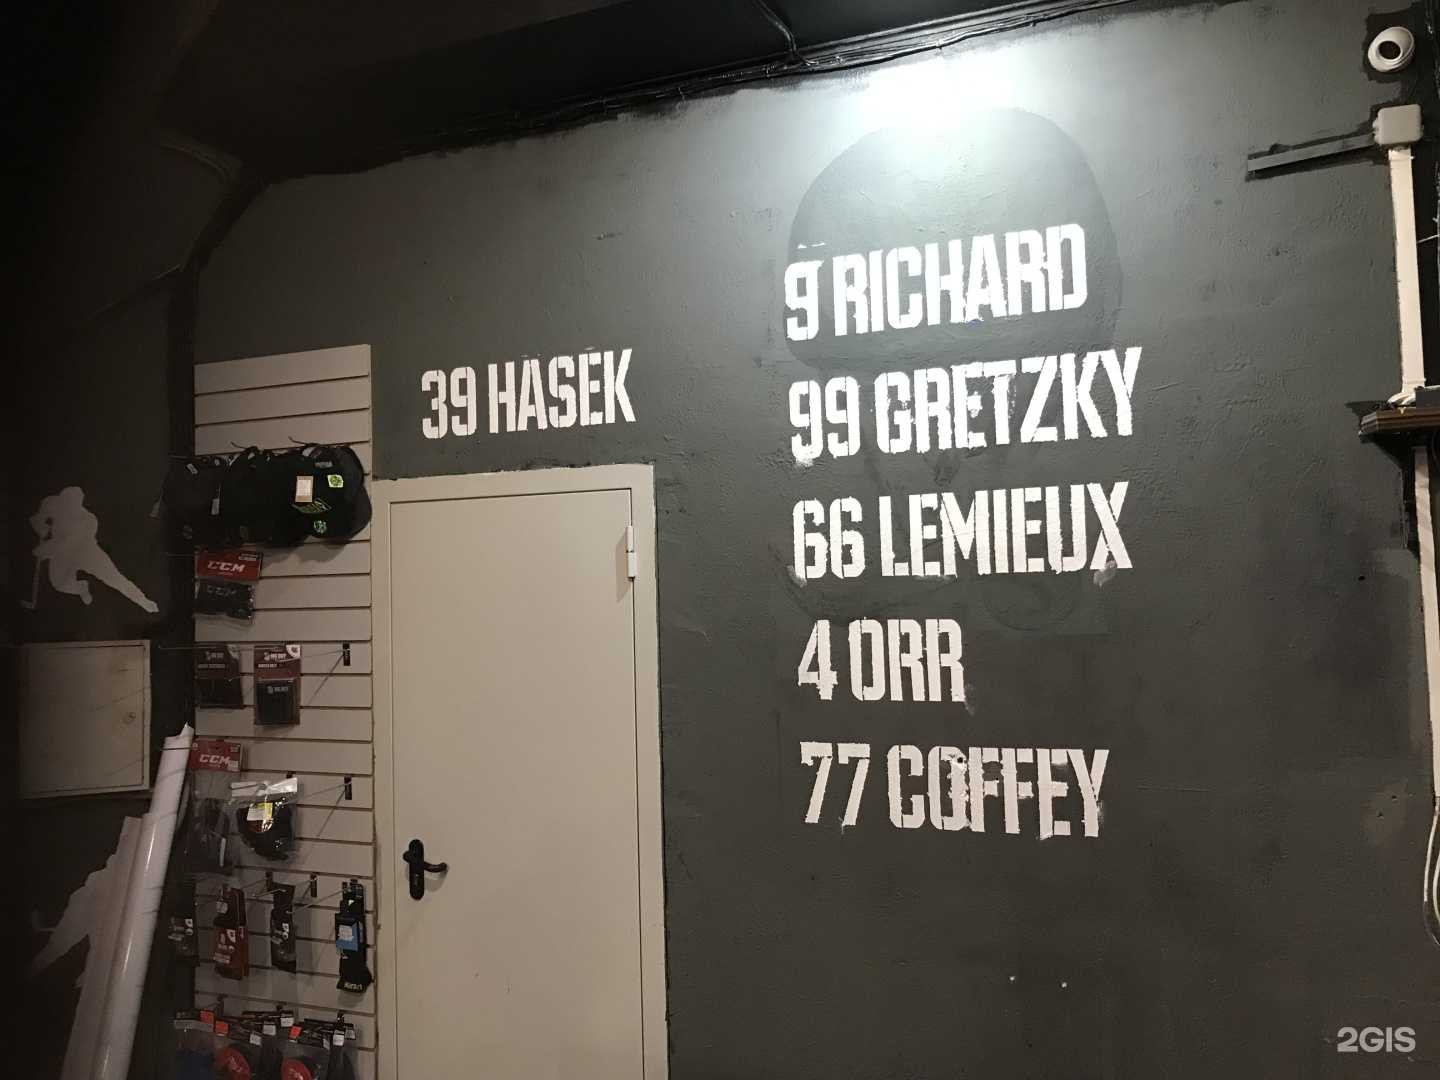 9 RICHARD
39 HASEK
99 GRETZKY
66 LEMIEUX
4 ORR
77 COFFEY
CCM
CCM
2GIS